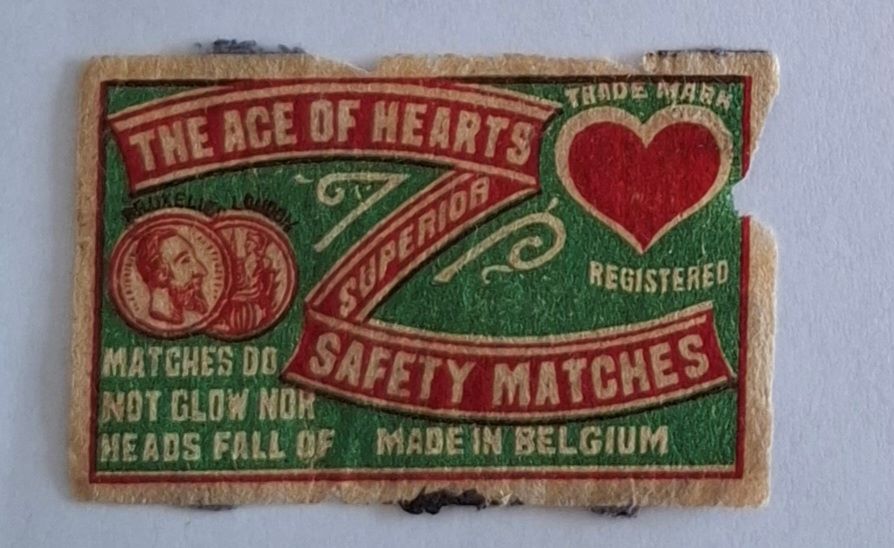 THE ACE OF HEARTS
TRADE MARK
REGISTERED
SUPERIOR
SAFETY MATCHES
LONDON
MATCHES DO
NOT GLOW NOR
HEADS FALL OF
MADE IN BELGIUM